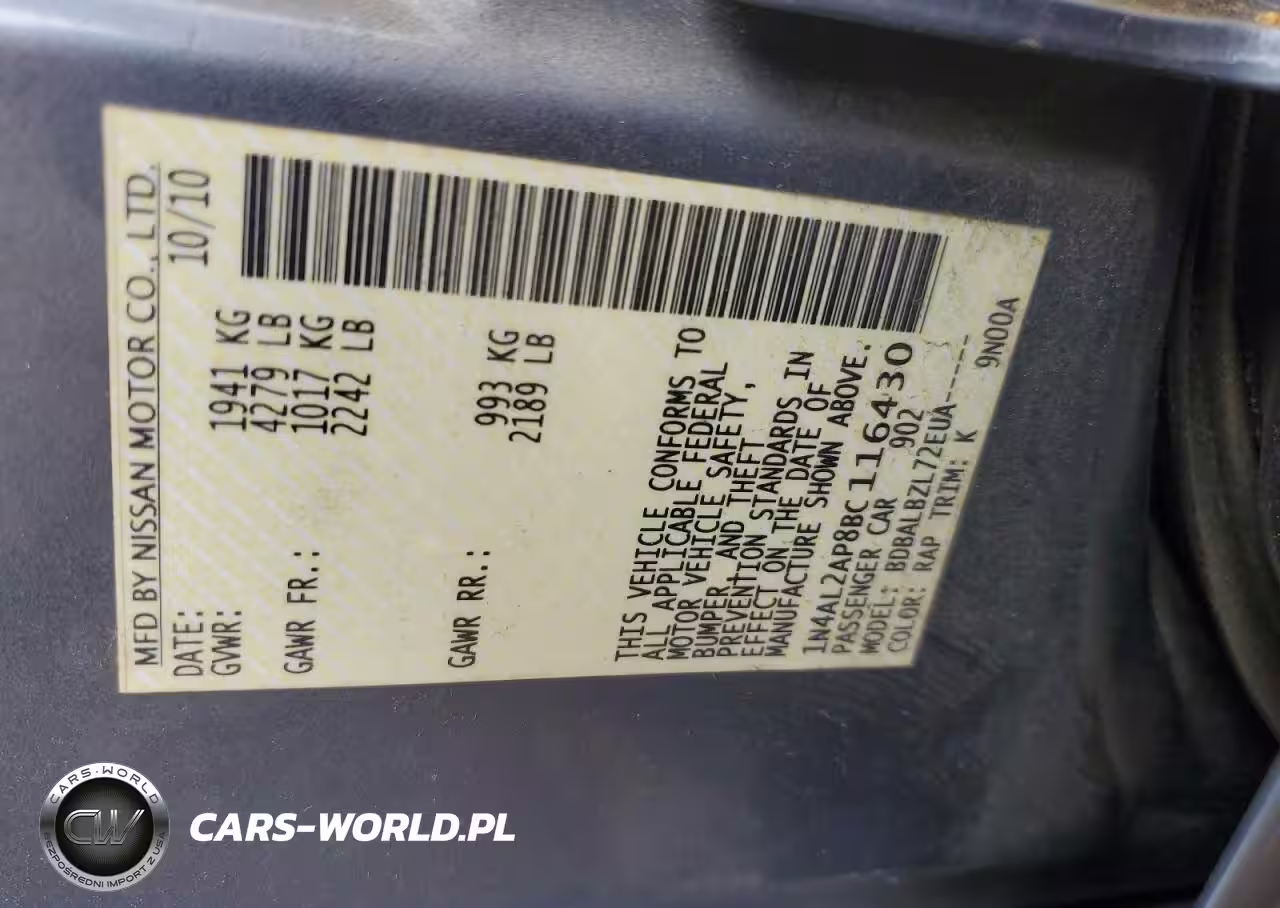 MFD BY NISSAN MOTOR CO., LTD.
DATE: 10/10
GVWR: 1941 KG
4279 LB
GAWR FR.: 1017 KG
2242 LB
GAWR RR.: 993 KG
2189 LB
THIS VEHICLE CONFORMS TO
ALL APPLICABLE FEDERAL
MOTOR VEHICLE SAFETY,
BUMPER, AND THEFT
PREVENTION STANDARDS IN
EFFECT ON THE DATE OF
MANUFACTURE SHOWN ABOVE.
1N4AL2AP8BC116430
PASSENGER CAR 902
MODEL: BDBALBZL72EUA-----
COLOR: RAP TRIM: K 9N00A
CARS-WORLD
CW
BEZPOŚREDNI IMPORT Z USA
CARS-WORLD.PL